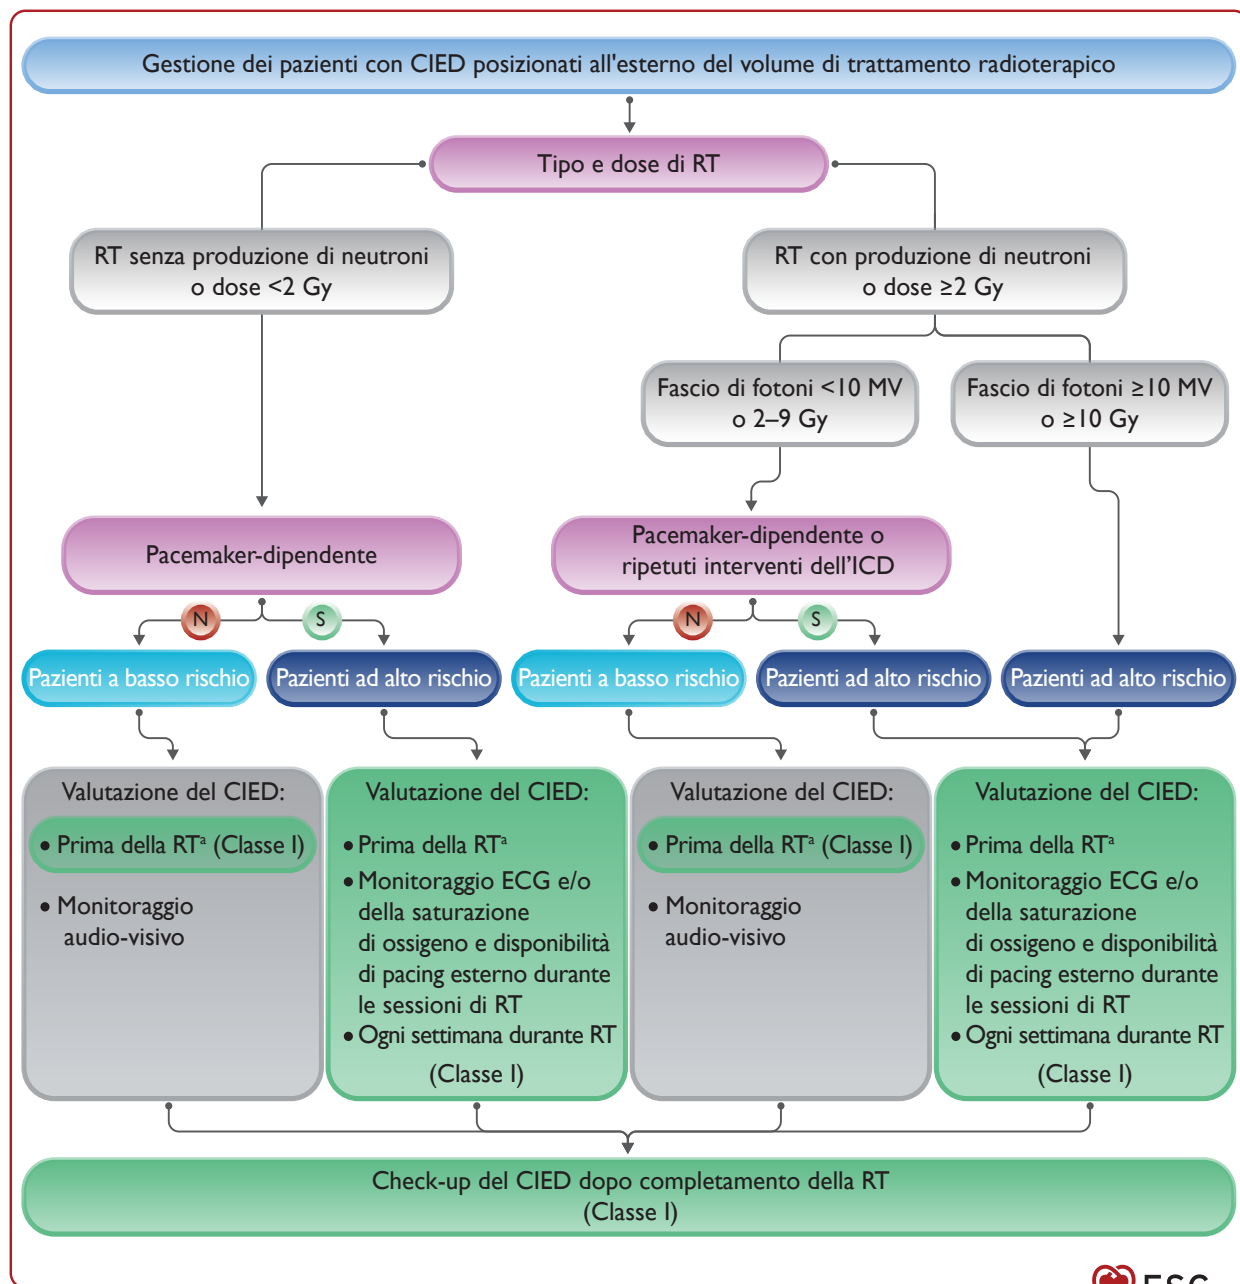 Gestione dei pazienti con CIED posizionati all'esterno del volume di trattamento radioterapico
Tipo e dose di RT
RT senza produzione di neutroni
o dose <2 Gy
RT con produzione di neutroni
o dose ≥2 Gy
Fascio di fotoni <10 MV
o 2–9 Gy
Fascio di fotoni ≥10 MV
o ≥10 Gy
Pacemaker-dipendente
Pacemaker-dipendente o
ripetuti interventi dell'ICD
N
S
N
S
Pazienti a basso rischio
Pazienti ad alto rischio
Pazienti a basso rischio
Pazienti ad alto rischio
Pazienti ad alto rischio
Valutazione del CIED:
• Prima della RTᵃ (Classe I)
• Monitoraggio
audio-visivo
Valutazione del CIED:
• Prima della RTᵃ
• Monitoraggio ECG e/o
della saturazione
di ossigeno e disponibilità
di pacing esterno durante
le sessioni di RT
• Ogni settimana durante RT
(Classe I)
Valutazione del CIED:
• Prima della RTᵃ (Classe I)
• Monitoraggio
audio-visivo
Valutazione del CIED:
• Prima della RTᵃ
• Monitoraggio ECG e/o
della saturazione
di ossigeno e disponibilità
di pacing esterno durante
le sessioni di RT
• Ogni settimana durante RT
(Classe I)
Check-up del CIED dopo completamento della RT
(Classe I)
ESC